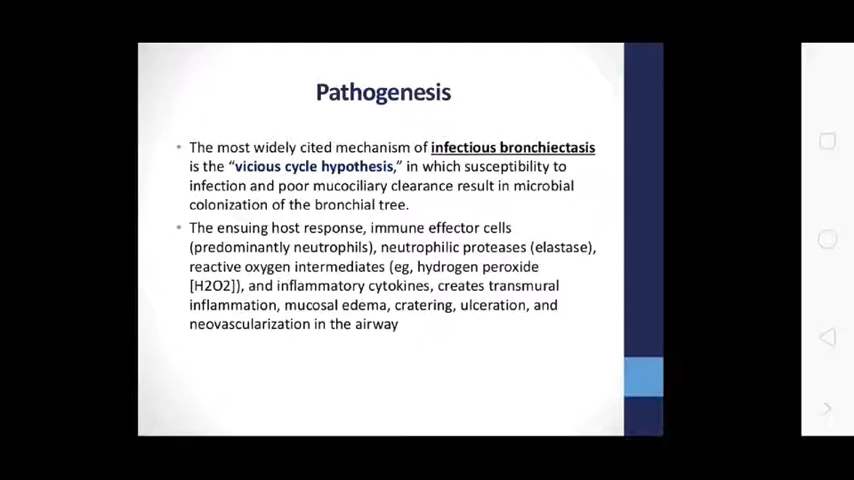 Pathogenesis
• The most widely cited mechanism of infectious bronchiectasis
is the “vicious cycle hypothesis,” in which susceptibility to
infection and poor mucociliary clearance result in microbial
colonization of the bronchial tree.
• The ensuing host response, immune effector cells
(predominantly neutrophils), neutrophilic proteases (elastase),
reactive oxygen intermediates (eg, hydrogen peroxide
[H2O2]), and inflammatory cytokines, creates transmural
inflammation, mucosal edema, cratering, ulceration, and
neovascularization in the airway